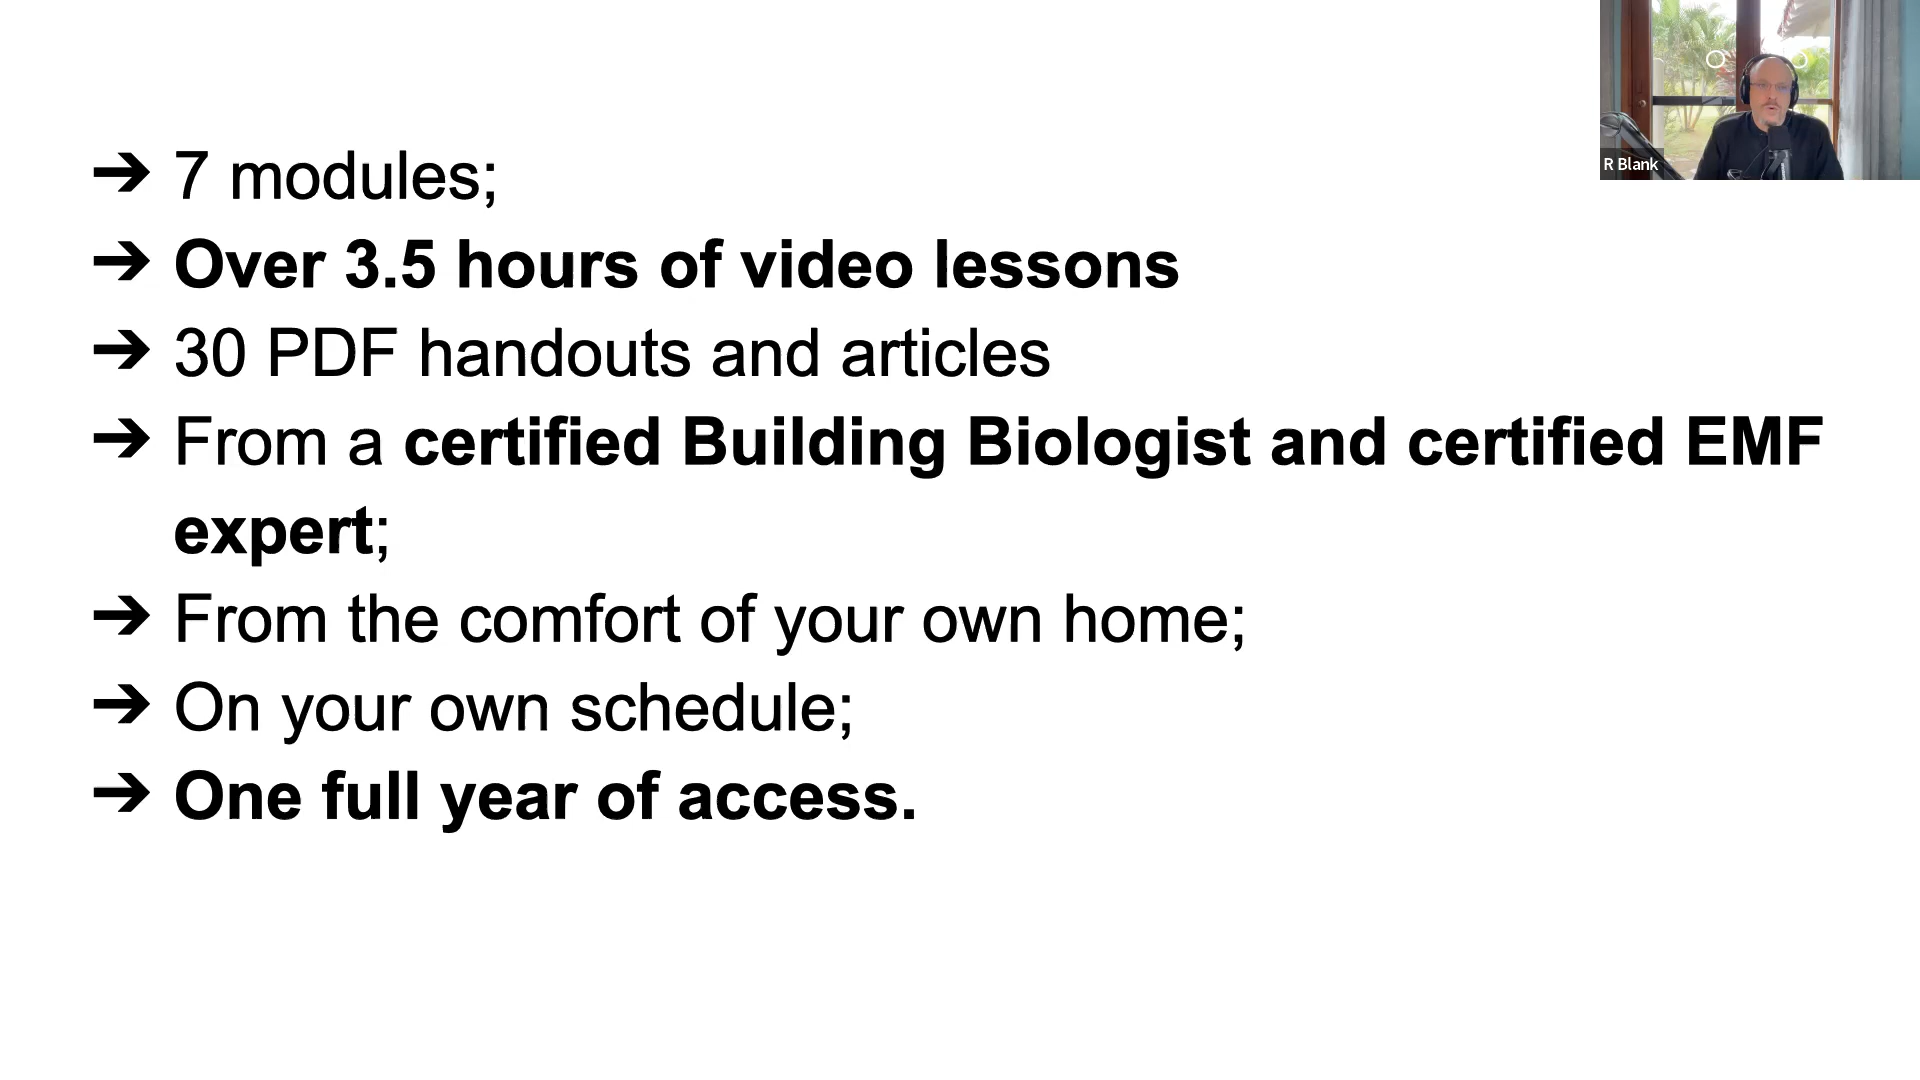 R Blank
➔ 7 modules;
➔ Over 3.5 hours of video lessons
➔ 30 PDF handouts and articles
➔ From a certified Building Biologist and certified EMF
expert;
➔ From the comfort of your own home;
➔ On your own schedule;
➔ One full year of access.